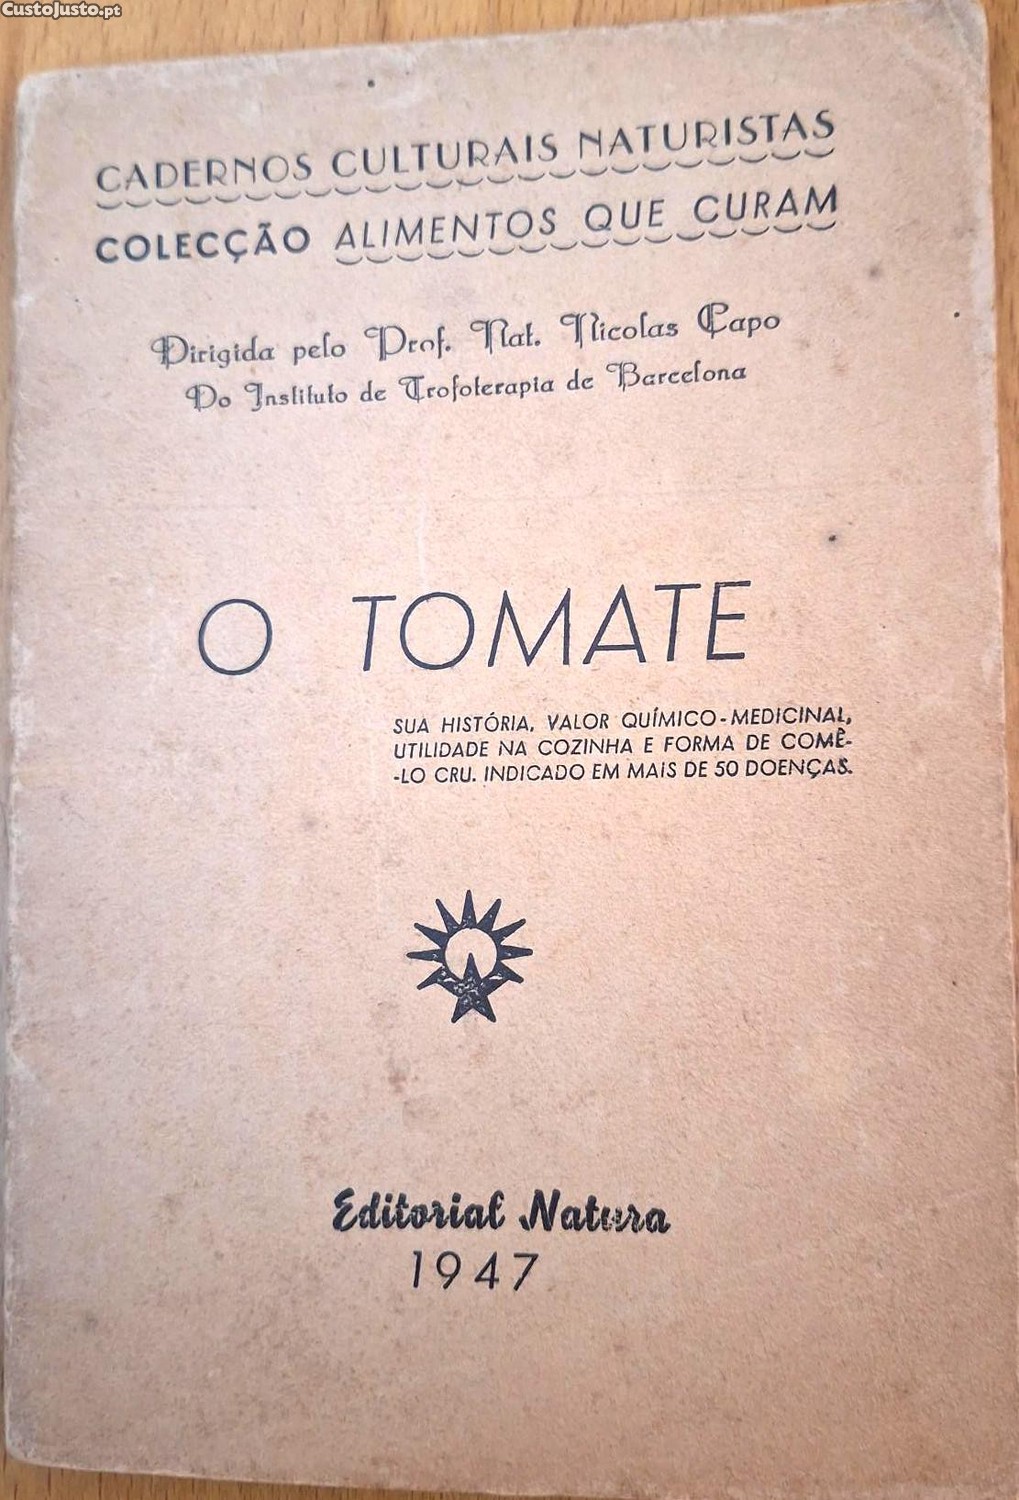 CustoJusto.pt
CADERNOS CULTURAIS NATURISTAS
COLECÇÃO ALIMENTOS QUE CURAM
Dirigida pelo Prof. Nat. Nicolas Capo
Do Instituto de Trofoterapia de Barcelona
O TOMATE
SUA HISTÓRIA, VALOR QUÍMICO-MEDICINAL,
UTILIDADE NA COZINHA E FORMA DE COMÊ-
-LO CRU. INDICADO EM MAIS DE 50 DOENÇAS.
Editorial Natura
1947